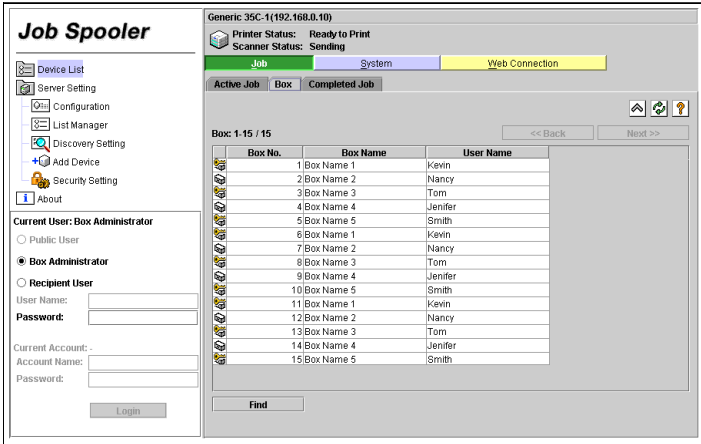 Job Spooler
Device List
Server Setting
Configuration
List Manager
Discovery Setting
Add Device
Security Setting
About
Current User: Box Administrator
Public User
Box Administrator
Recipient User
User Name:
Password:
Current Account: -
Account Name:
Password:
Login
Generic 35C-1(192.168.0.10)
Printer Status: Ready to Print
Scanner Status: Sending
Job System Web Connection
Active Job Box Completed Job
Box: 1-15 / 15 << Back Next >>
Box No. Box Name User Name
1 Box Name 1 Kevin
2 Box Name 2 Nancy
3 Box Name 3 Tom
4 Box Name 4 Jenifer
5 Box Name 5 Smith
6 Box Name 1 Kevin
7 Box Name 2 Nancy
8 Box Name 3 Tom
9 Box Name 4 Jenifer
10 Box Name 5 Smith
11 Box Name 1 Kevin
12 Box Name 2 Nancy
13 Box Name 3 Tom
14 Box Name 4 Jenifer
15 Box Name 5 Smith
Find